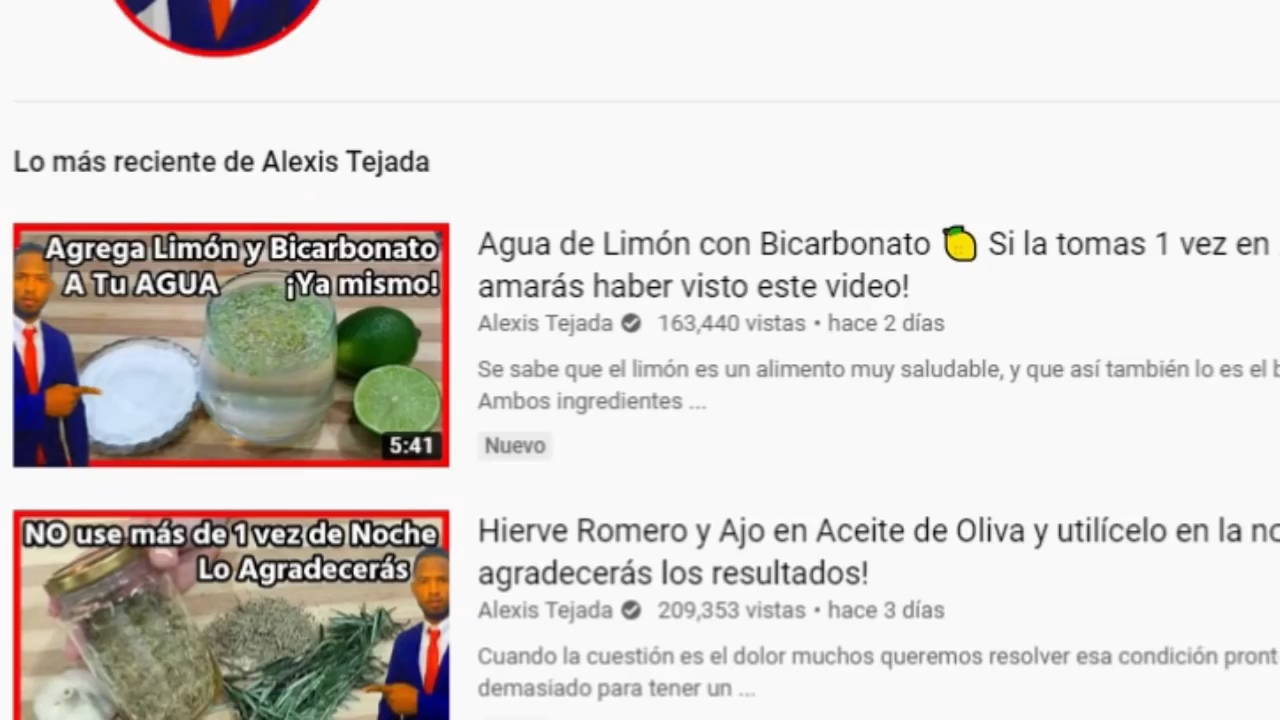 Lo más reciente de Alexis Tejada
Agrega Limón y Bicarbonato
A Tu AGUA ¡Ya mismo!
5:41
Agua de Limón con Bicarbonato 🍋 Si la tomas 1 vez en
amarás haber visto este video!
Alexis Tejada 163,440 vistas • hace 2 días
Se sabe que el limón es un alimento muy saludable, y que así también lo es el b
Ambos ingredientes ...
Nuevo
NO use más de 1 vez de Noche
Lo Agradecerás
Hierve Romero y Ajo en Aceite de Oliva y utilícelo en la no
agradecerás los resultados!
Alexis Tejada 209,353 vistas • hace 3 días
Cuando la cuestión es el dolor muchos queremos resolver esa condición pront
demasiado para tener un ...